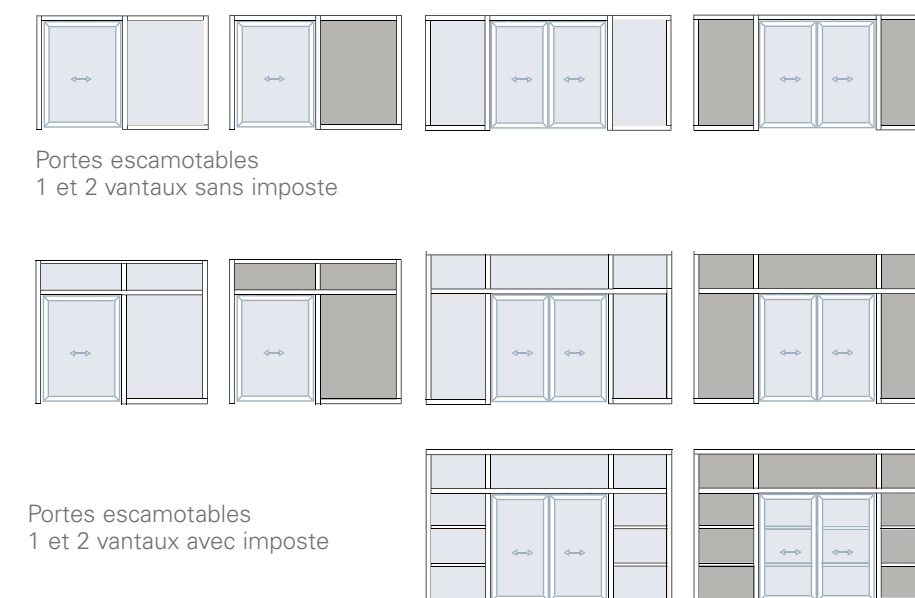 Portes escamotables
1 et 2 vantaux sans imposte
Portes escamotables
1 et 2 vantaux avec imposte